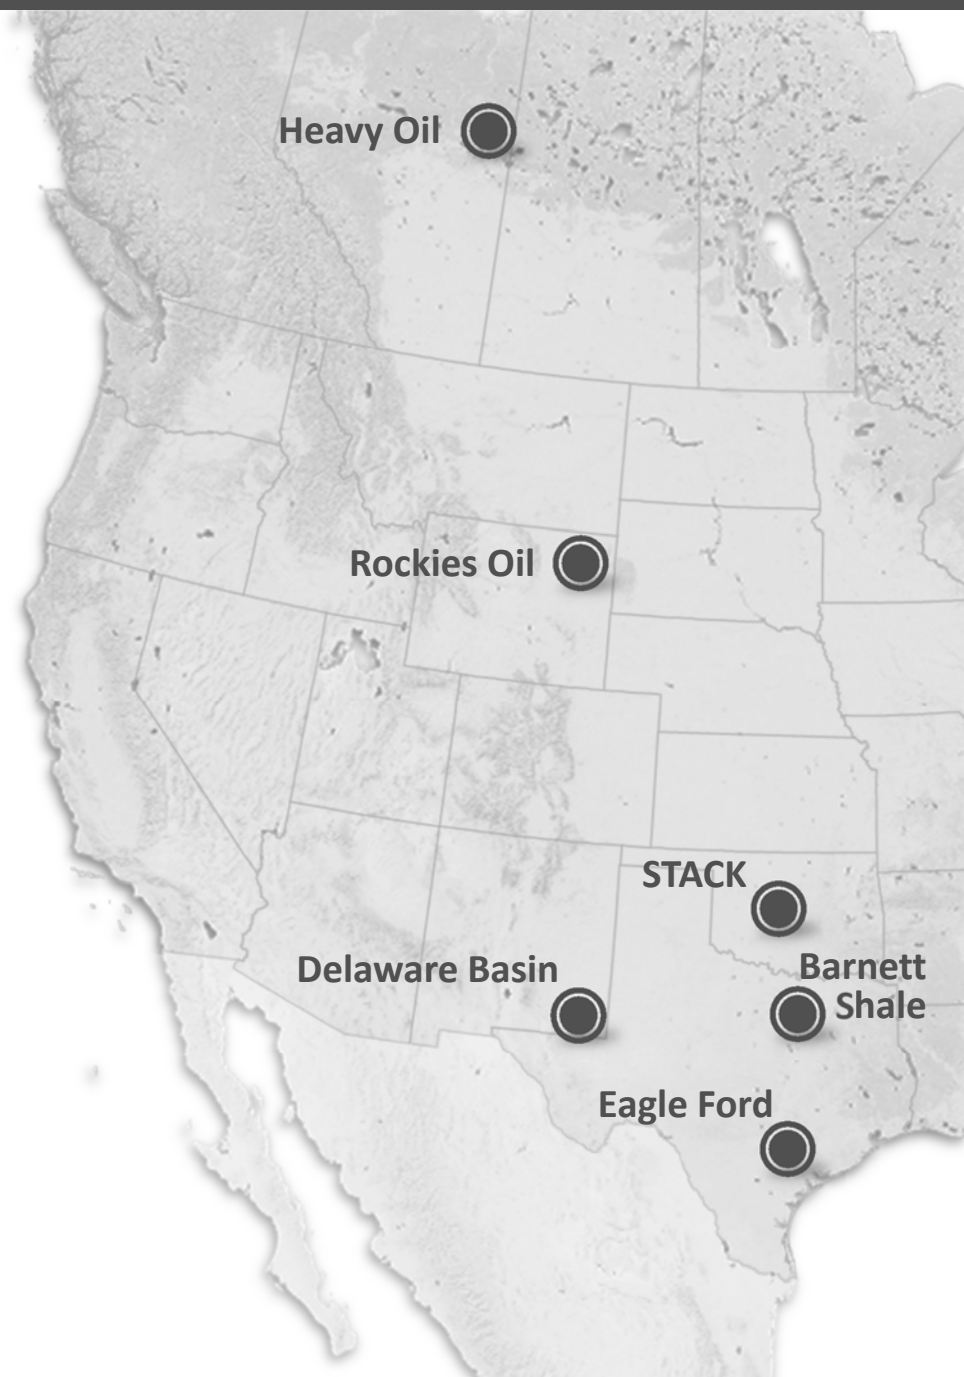 Heavy Oil
Rockies Oil
STACK
Delaware Basin
Barnett
Shale
Eagle Ford